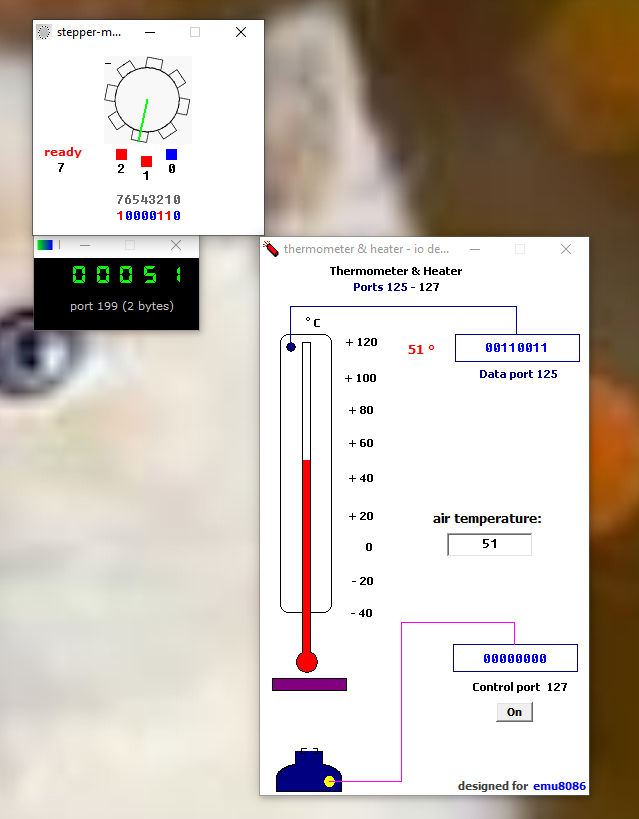 stepper-m...
ready
7
2
1
0
76543210
10000110
00051
port 199 (2 bytes)
thermometer & heater - io de...
Thermometer & Heater
Ports 125 - 127
° C
+ 120
51 °
00110011
Data port 125
+ 100
+ 80
+ 60
+ 40
+ 20
air temperature:
0
51
- 20
- 40
00000000
Control port 127
On
designed for emu8086